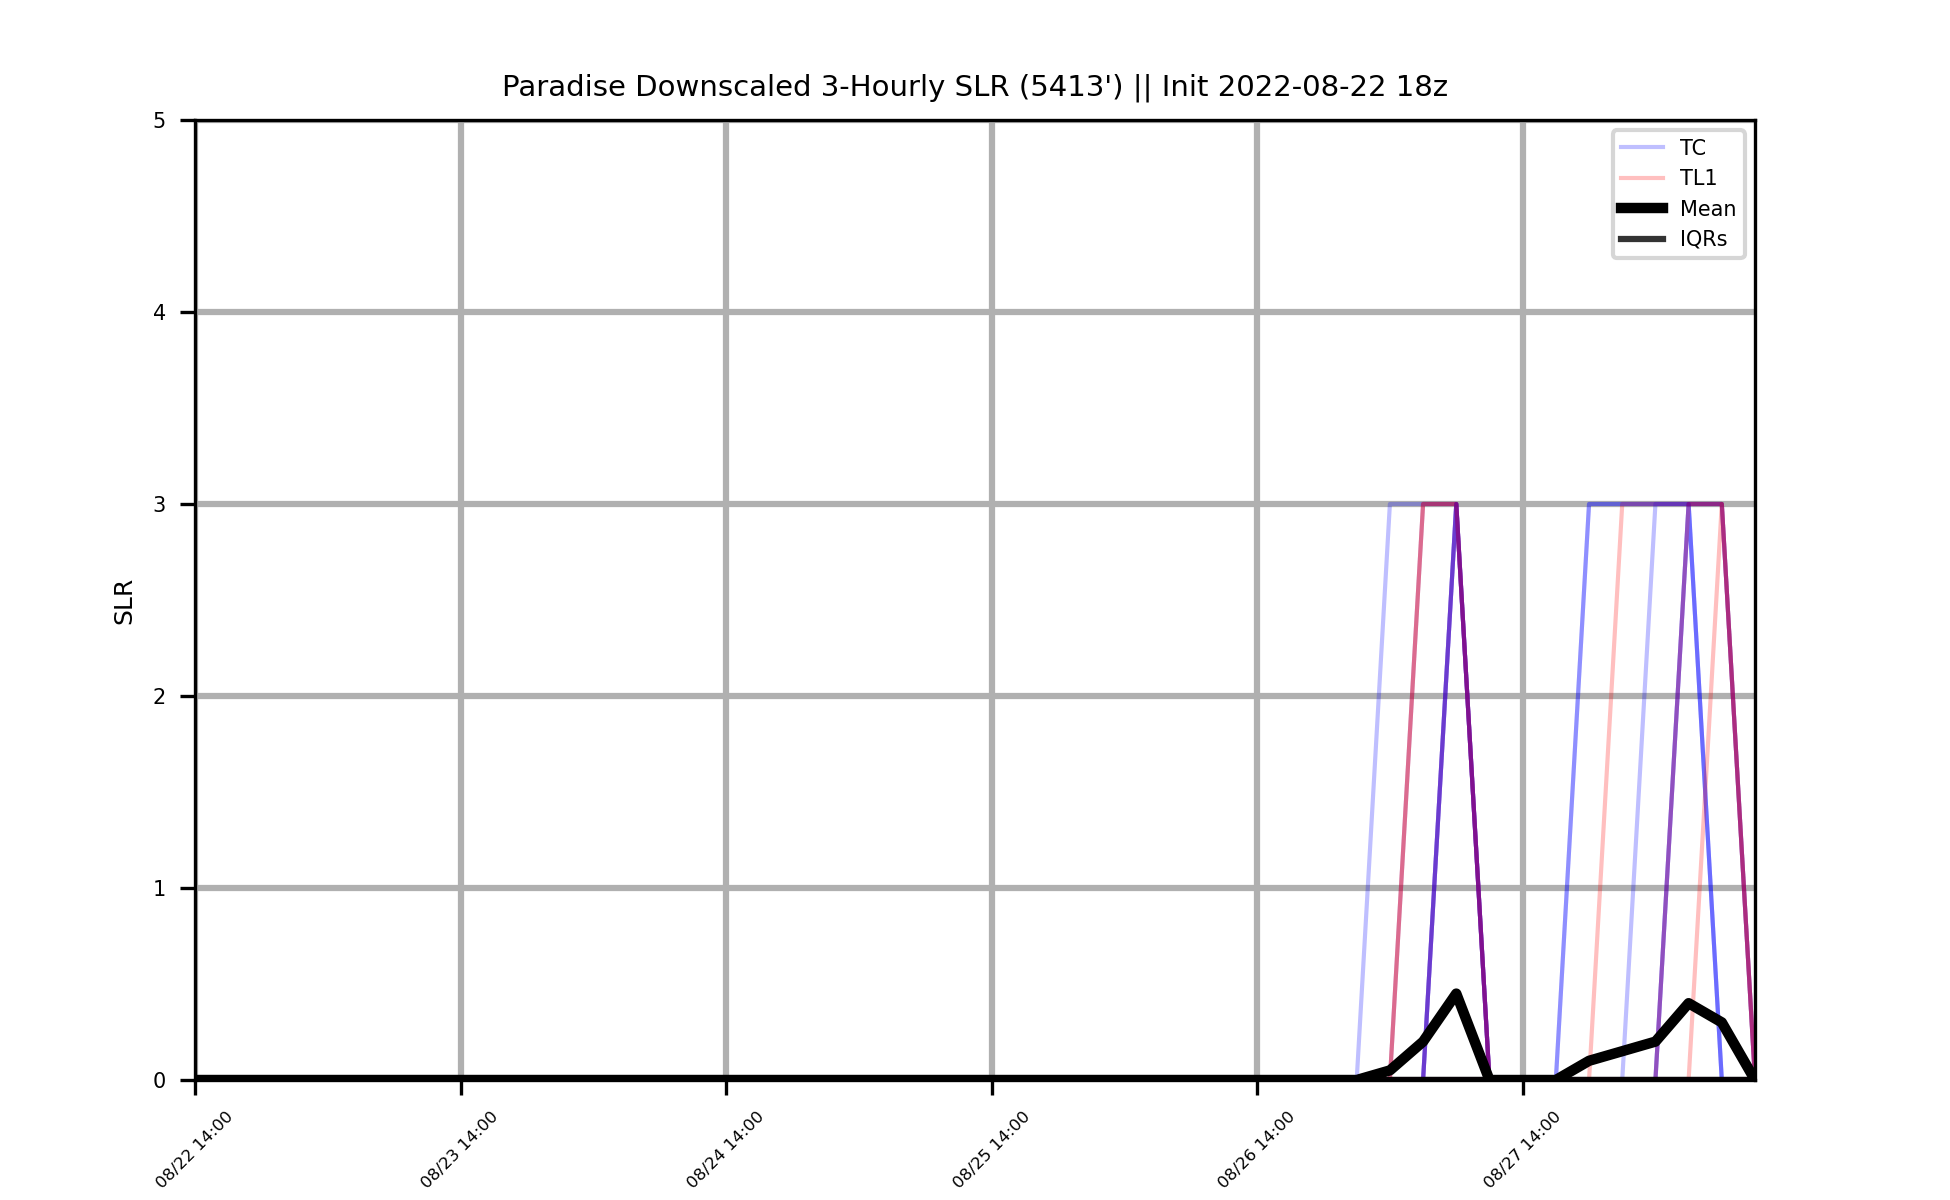 Paradise Downscaled 3-Hourly SLR (5413') || Init 2022-08-22 18z
TC
TL1
Mean
IQRs
5
4
3
2
1
0
SLR
08/22 14:00
08/23 14:00
08/24 14:00
08/25 14:00
08/26 14:00
08/27 14:00